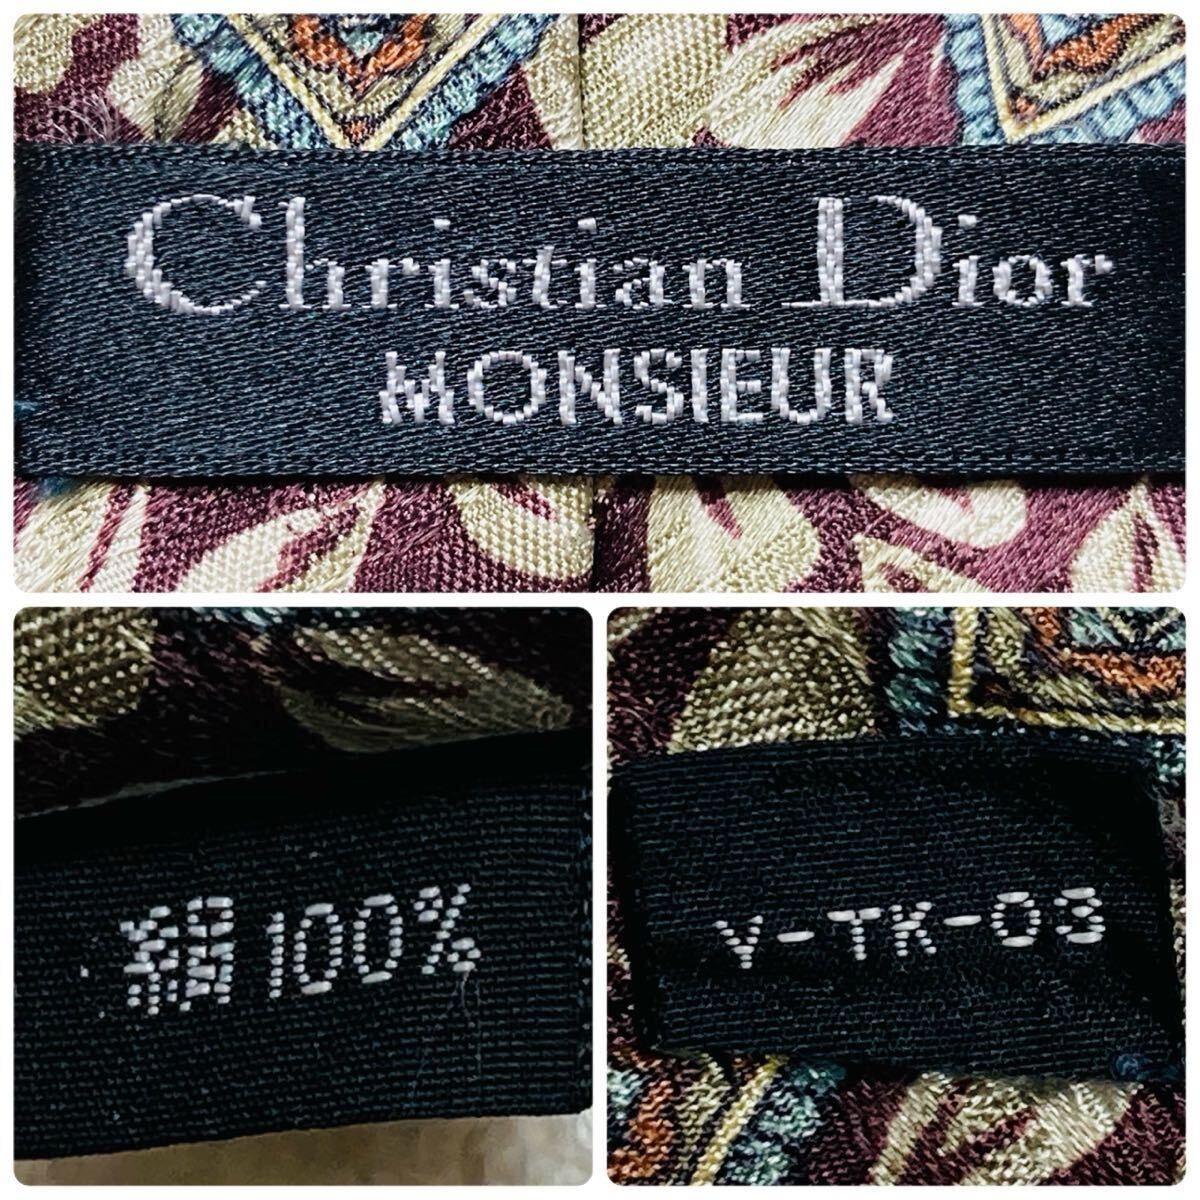 Christian Dior
MONSIEUR
絹100%
V-TK-03